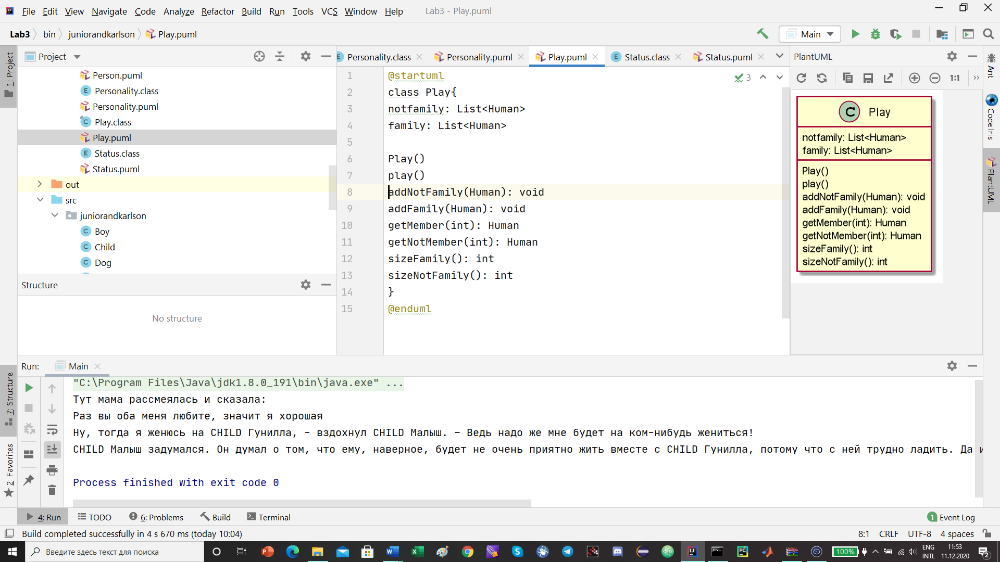 File Edit View Navigate Code Analyze Refactor Build Run Tools VCS Window Help Lab3 - Play.puml
Lab3 bin juniorandkarlson Play.puml Main
1: Project
Project
Person.puml
Personality.class
Personality.puml
Play.class
Play.puml
Status.class
Status.puml
out
src
juniorandkarlson
Boy
Child
Dog
Structure
No structure
Personality.class Personality.puml Play.puml Status.class Status.puml
3
1 @startuml
2 class Play{
3 notfamily: List<Human>
4 family: List<Human>
5
6 Play()
7 play()
8 addNotFamily(Human): void
9 addFamily(Human): void
10 getMember(int): Human
11 getNotMember(int): Human
12 sizeFamily(): int
13 sizeNotFamily(): int
14 }
15 @enduml
PlantUML
1:1
C Play
notfamily: List<Human>
family: List<Human>
Play()
play()
addNotFamily(Human): void
addFamily(Human): void
getMember(int): Human
getNotMember(int): Human
sizeFamily(): int
sizeNotFamily(): int
Ant
Code Iris
PlantUML
7: Structure
2: Favorites
Run: Main
"C:\Program Files\Java\jdk1.8.0_191\bin\java.exe" ...
Тут мама рассмеялась и сказала:
Раз вы оба меня любите, значит я хорошая
Ну, тогда я женюсь на CHILD Гунилла, - вздохнул CHILD Малыш. – Ведь надо же мне будет на ком-нибудь жениться!
CHILD Малыш задумался. Он думал о том, что ему, наверное, будет не очень приятно жить вместе с CHILD Гунилла, потому что с ней трудно ладить. Да и
Process finished with exit code 0
4: Run TODO 6: Problems Build Terminal 1 Event Log
Build completed successfully in 4 s 670 ms (today 10:04) 8:1 CRLF UTF-8 4 spaces
Введите здесь текст для поиска 100% ENG 11:53
INTL 11.12.2020 2